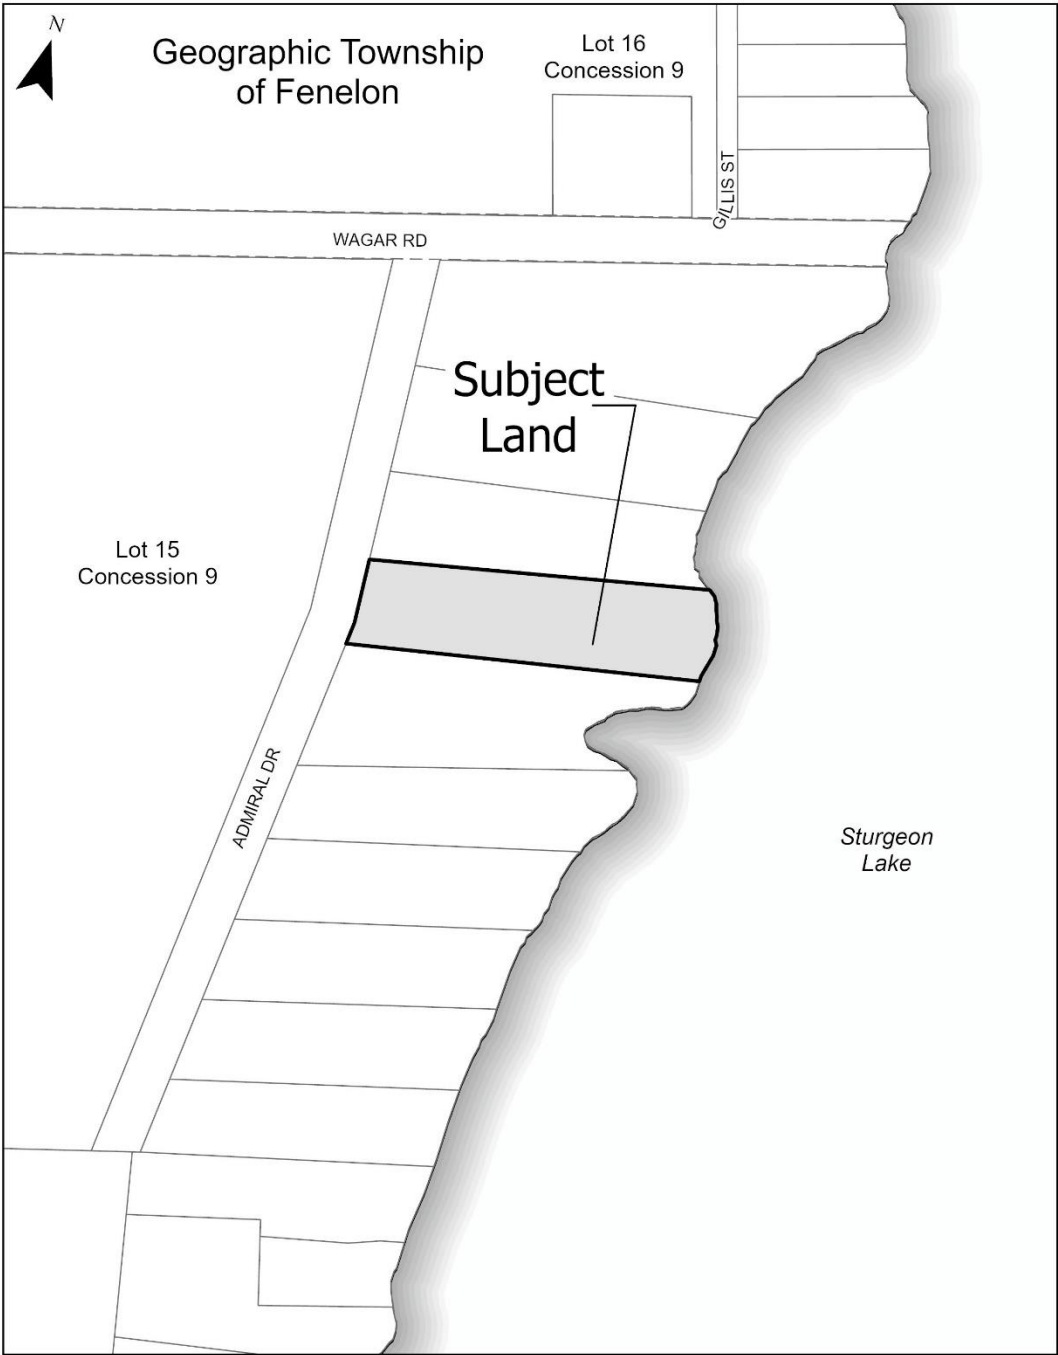 N
Geographic Township
of Fenelon
Lot 16
Concession 9
GILLIS ST
WAGAR RD
Subject
Land
Lot 15
Concession 9
ADMIRAL DR
Sturgeon
Lake